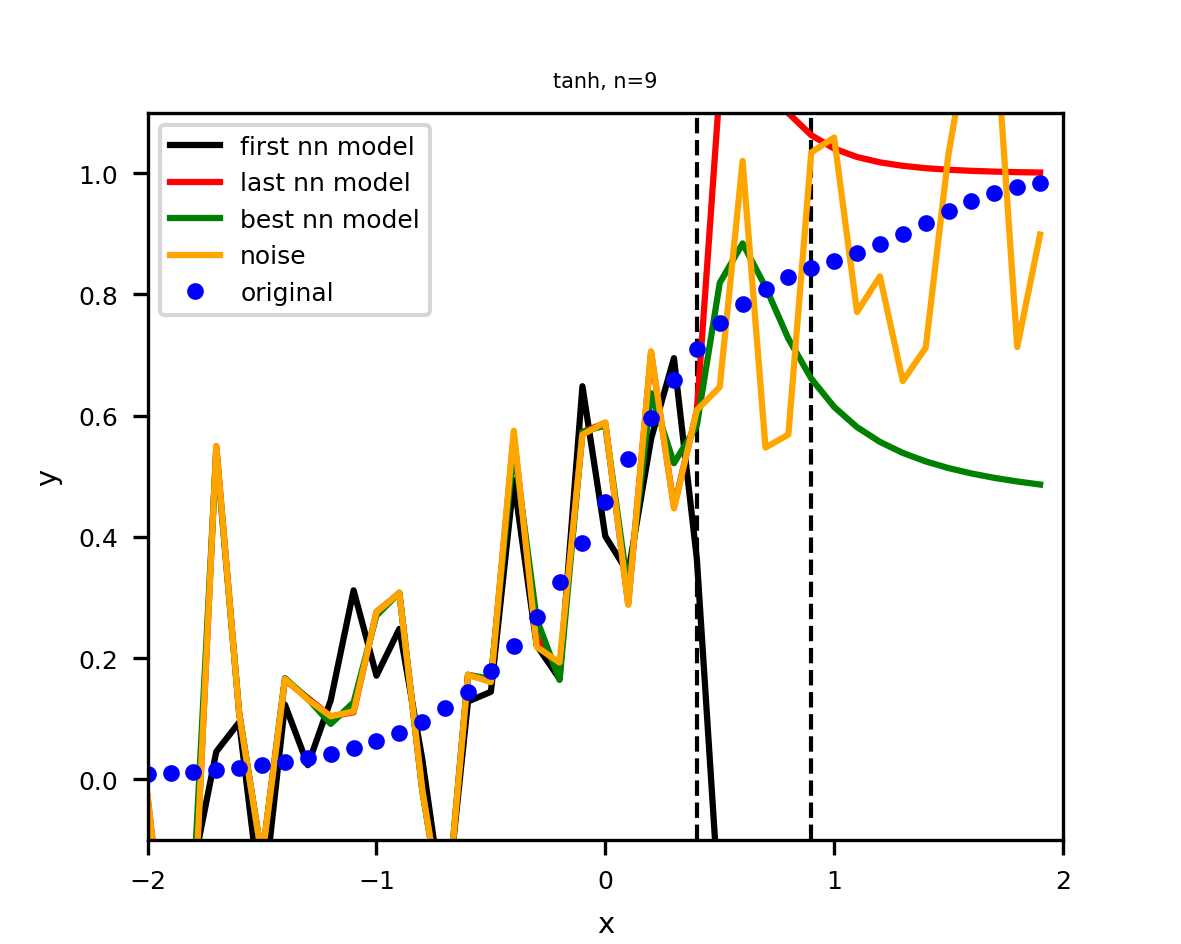 tanh, n=9
first nn model
last nn model
best nn model
noise
original
y
1.0
0.8
0.6
0.4
0.2
0.0
−2
−1
0
1
2
x